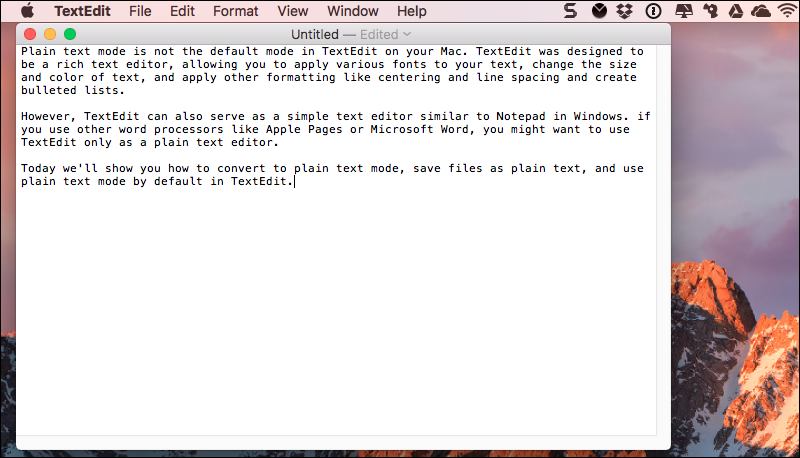 TextEdit File Edit Format View Window Help
Untitled — Edited
Plain text mode is not the default mode in TextEdit on your Mac. TextEdit was designed to
be a rich text editor, allowing you to apply various fonts to your text, change the size
and color of text, and apply other formatting like centering and line spacing and create
bulleted lists.
However, TextEdit can also serve as a simple text editor similar to Notepad in Windows. if
you use other word processors like Apple Pages or Microsoft Word, you might want to use
TextEdit only as a plain text editor.
Today we'll show you how to convert to plain text mode, save files as plain text, and use
plain text mode by default in TextEdit.